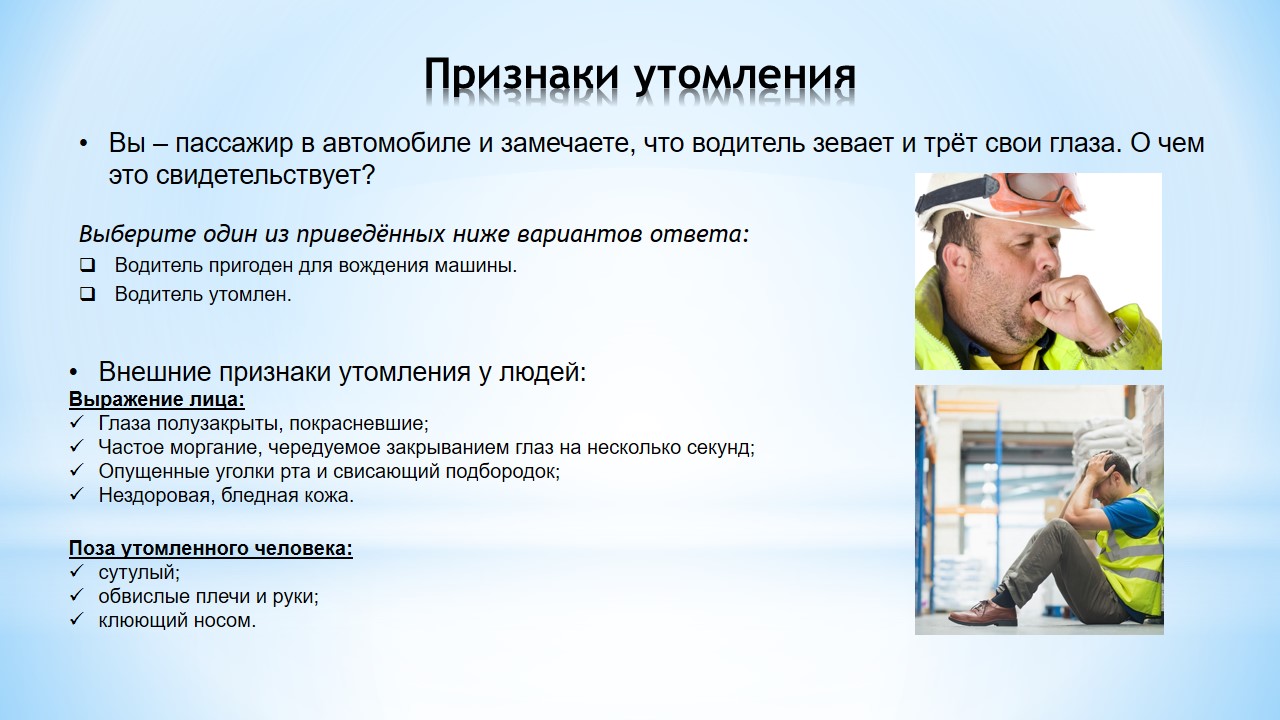 Признаки утомления
• Вы – пассажир в автомобиле и замечаете, что водитель зевает и трёт свои глаза. О чем
это свидетельствует?
Выберите один из приведённых ниже вариантов ответа:
❑ Водитель пригоден для вождения машины.
❑ Водитель утомлен.
• Внешние признаки утомления у людей:
Выражение лица:
✓ Глаза полузакрыты, покрасневшие;
✓ Частое моргание, чередуемое закрыванием глаз на несколько секунд;
✓ Опущенные уголки рта и свисающий подбородок;
✓ Нездоровая, бледная кожа.
Поза утомленного человека:
✓ сутулый;
✓ обвислые плечи и руки;
✓ клюющий носом.